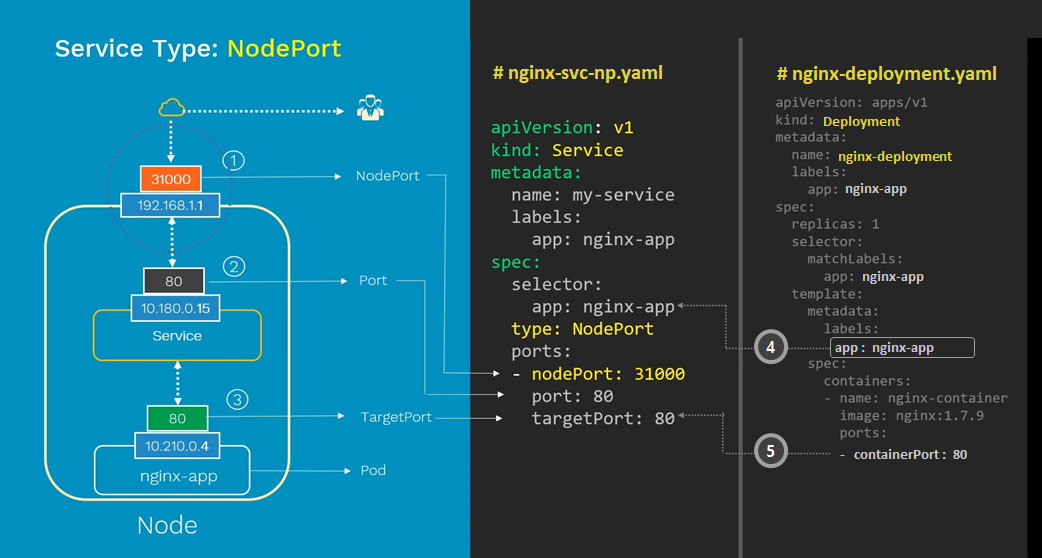 Service Type: NodePort
1
31000
NodePort
192.168.1.1
2
80
Port
10.180.0.15
Service
3
80
TargetPort
10.210.0.4
nginx-app
Pod
Node
# nginx-svc-np.yaml
apiVersion: v1
kind: Service
metadata:
name: my-service
labels:
app: nginx-app
spec:
selector:
app: nginx-app
type: NodePort
ports:
- nodePort: 31000
port: 80
targetPort: 80
4
5
# nginx-deployment.yaml
apiVersion: apps/v1
kind: Deployment
metadata:
name: nginx-deployment
labels:
app: nginx-app
spec:
replicas: 1
selector:
matchLabels:
app: nginx-app
template:
metadata:
labels:
app : nginx-app
spec:
containers:
- name: nginx-container
image: nginx:1.7.9
ports:
- containerPort : 80